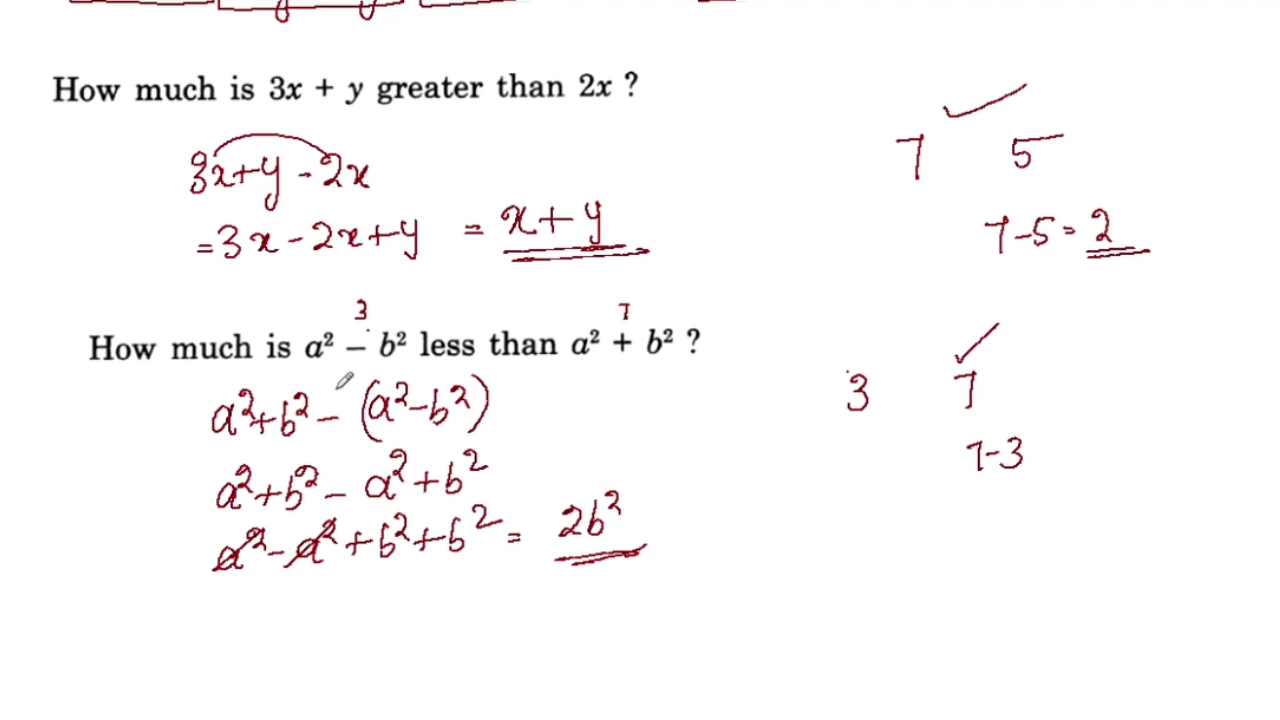 How much is 3x + y greater than 2x ?
3x+y - 2x
= 3x - 2x + y = x + y
7 5
7-5 = 2
3 7
How much is a² - b² less than a² + b² ?
a²+b² - (a²-b²)
a²+b² - a²+b²
a² - a² + b² + b² = 2b²
3 7
7-3